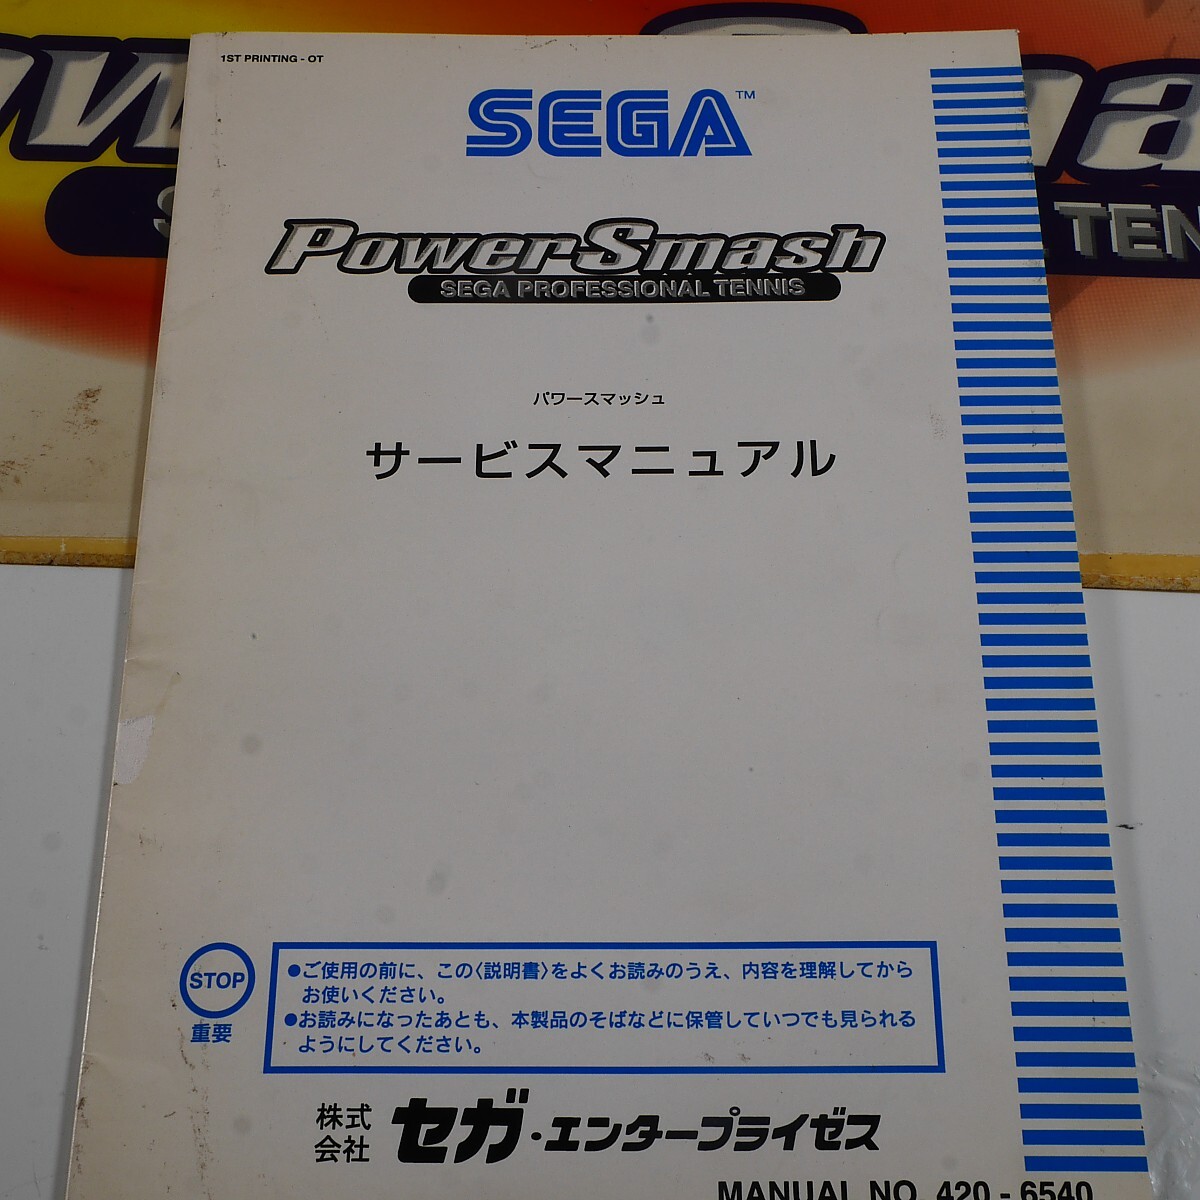 1ST PRINTING - OT
SEGA™
Power Smash
SEGA PROFESSIONAL TENNIS
パワースマッシュ
サービスマニュアル
STOP
重要
●ご使用の前に、この〈説明書〉をよくお読みのうえ、内容を理解してから
お使いください。
●お読みになったあとも、本製品のそばなどに保管していつでも見られる
ようにしてください。
株式会社 セガ・エンタープライゼス
MANUAL NO. 420 - 6540